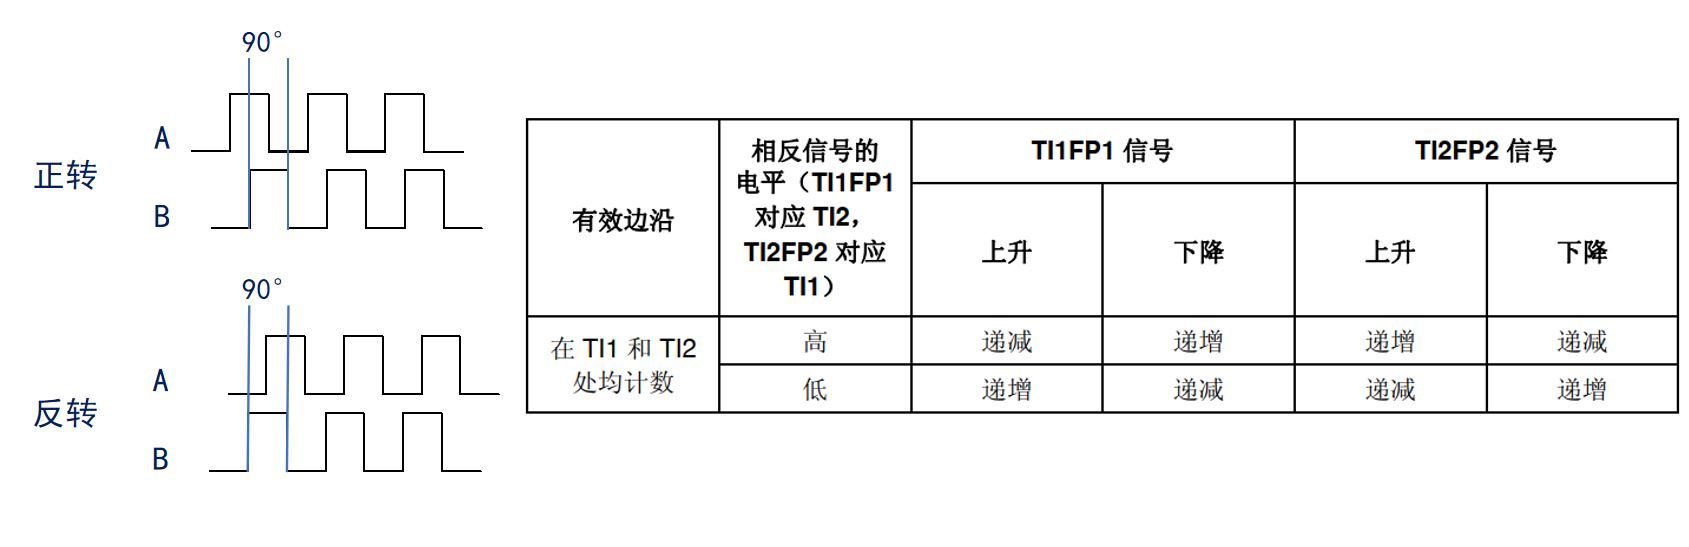 90°
A
正转
B
90°
A
反转
B
有效边沿
相反信号的
电平（TI1FP1
对应 TI2，
TI2FP2 对应
TI1）
TI1FP1 信号
TI2FP2 信号
上升
下降
上升
下降
在 TI1 和 TI2
处均计数
高
递减
递增
递增
递减
低
递增
递减
递减
递增